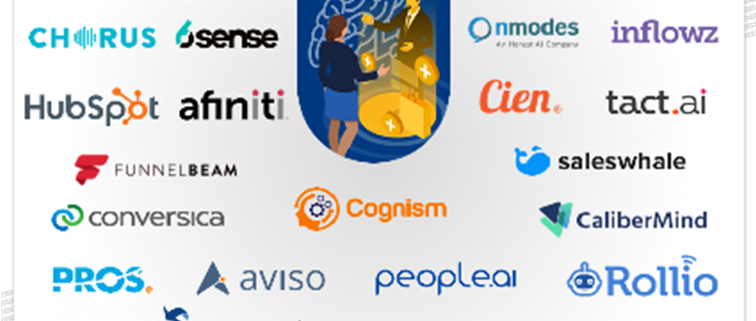 CHORUS 6sense nmodes inflowz
An Honest AI Company
HubSpot afiniti Cien tact.ai
FUNNELBEAM saleswhale
conversica Cognism CaliberMind
PROS aviso people.ai Rollio